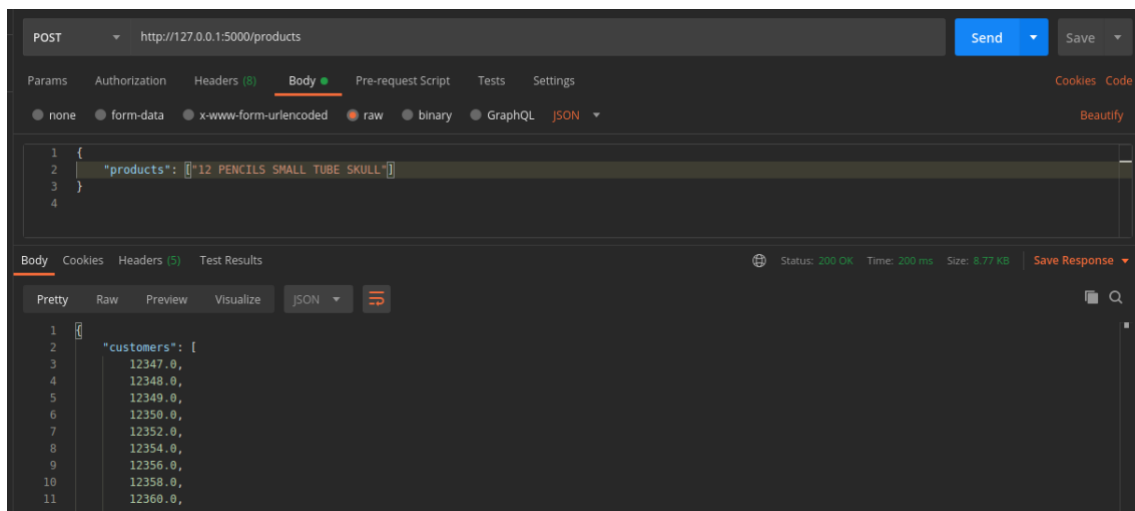 POST http://127.0.0.1:5000/products Send Save
Params Authorization Headers (8) Body Pre-request Script Tests Settings Cookies Code
none form-data x-www-form-urlencoded raw binary GraphQL JSON Beautify
1 {
2 "products": ["12 PENCILS SMALL TUBE SKULL"]
3 }
4
Body Cookies Headers (5) Test Results Status: 200 OK Time: 200 ms Size: 8.77 KB Save Response
Pretty Raw Preview Visualize JSON
1 {
2 "customers": [
3 12347.0,
4 12348.0,
5 12349.0,
6 12350.0,
7 12352.0,
8 12354.0,
9 12356.0,
10 12358.0,
11 12360.0,